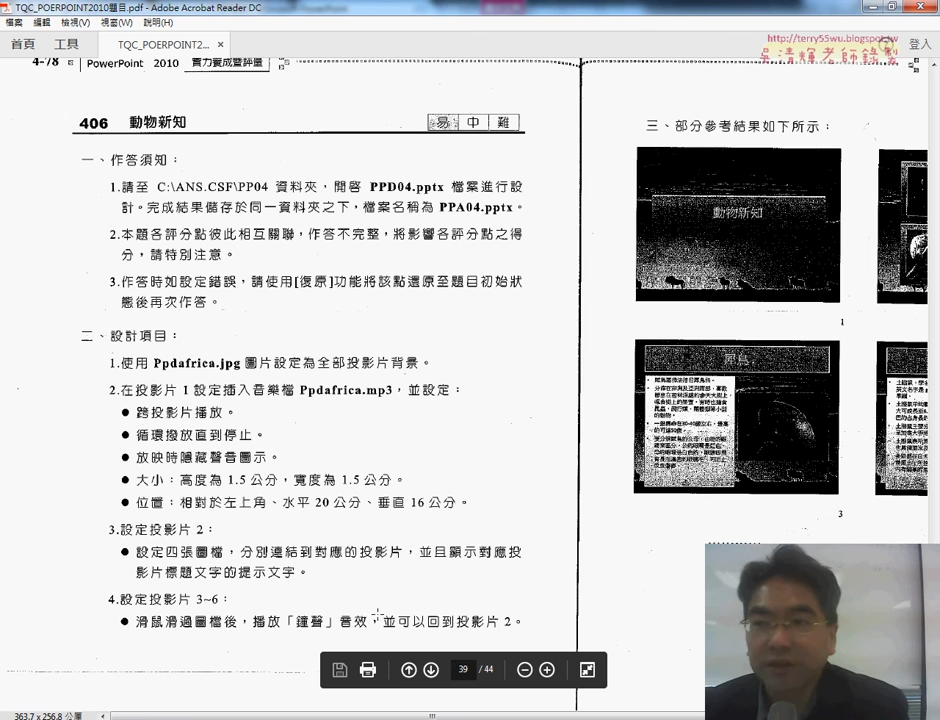 TQC_POERPOINT2010題目.pdf - Adobe Acrobat Reader DC
檔案 編輯 檢視(V) 視窗(W) 說明(H)
首頁 工具 TQC_POERPOINT2... × 登入
http://terry55wu.blogspot.tw
吳清輝老師錄製
4-78 PowerPoint 2010 實力養成暨評量
406 動物新知 易 中 難
一、作答須知：
1.請至 C:\ANS.CSF\PP04 資料夾，開啓 PPD04.pptx 檔案進行設
計。完成結果儲存於同一資料夾之下，檔案名稱為 PPA04.pptx。
2.本題各評分點彼此相互關聯，作答不完整，將影響各評分點之得
分，請特別注意。
3.作答時如設定錯誤，請使用[復原]功能將該點還原至題目初始狀
態後再次作答。
二、設計項目：
1.使用 Ppdafrica.jpg 圖片設定為全部投影片背景。
2.在投影片 1 設定插入音樂檔 Ppdafrica.mp3，並設定：
● 跨投影片播放。
● 循環撥放直到停止。
● 放映時隱藏聲音圖示。
● 大小：高度為 1.5 公分，寬度為 1.5 公分。
● 位置：相對於左上角、水平 20 公分、垂直 16 公分。
3.設定投影片 2：
● 設定四張圖檔，分別連結到對應的投影片，並且顯示對應投
影片標題文字的提示文字。
4.設定投影片 3~6：
● 滑鼠滑過圖檔後，播放「鐘聲」音效，並可以回到投影片 2。
三、部分參考結果如下所示：
動物新知
1
犀鳥
3
39 / 44
363.7 x 256.8 公釐